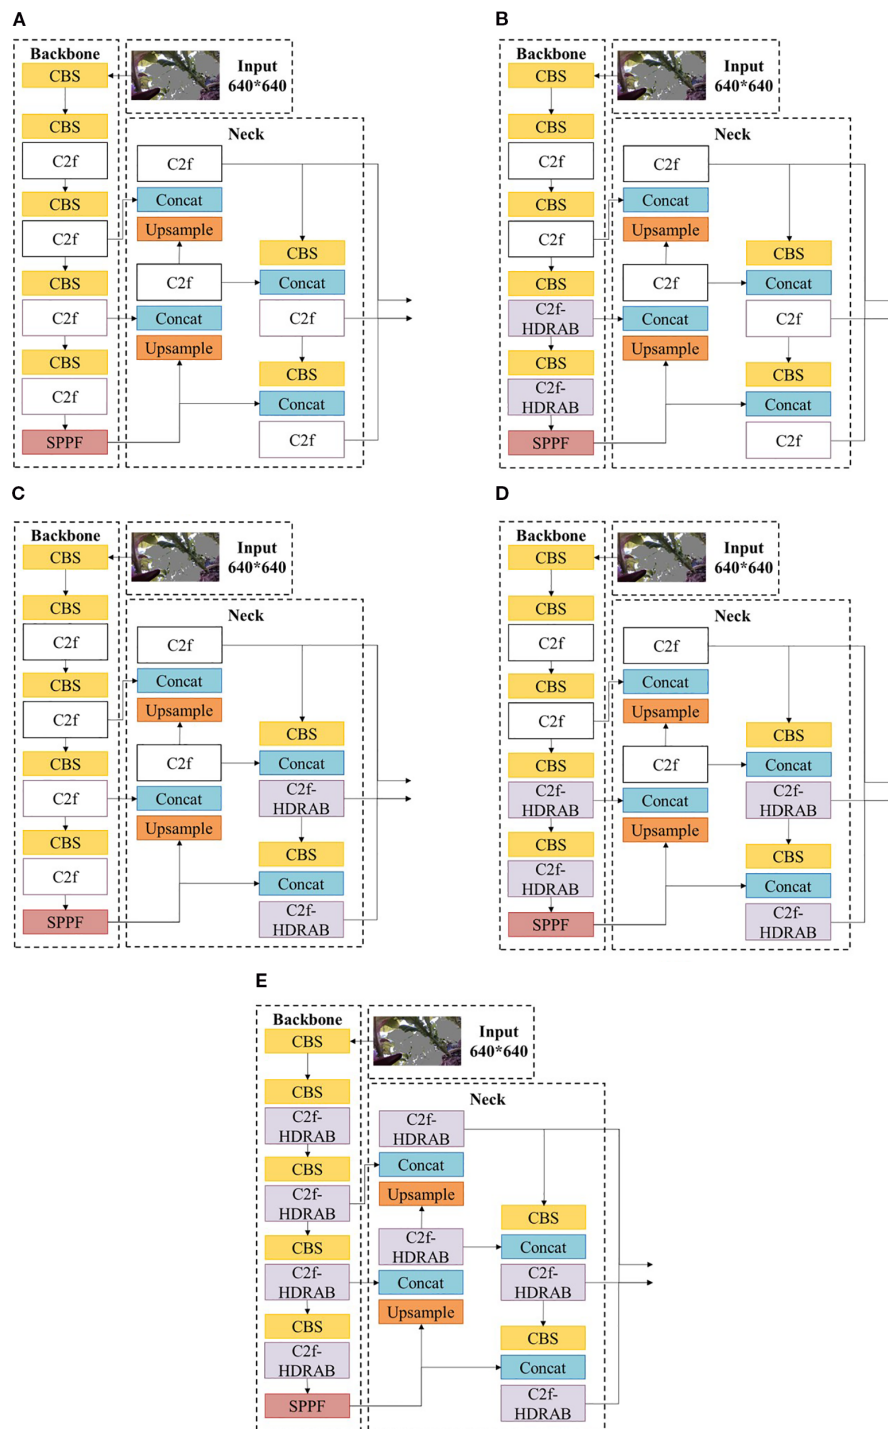 A
Backbone
CBS
CBS
C2f
CBS
C2f
CBS
C2f
CBS
C2f
SPPF
Input
640*640
Neck
C2f
Concat
Upsample
C2f
Concat
Upsample
CBS
Concat
C2f
CBS
Concat
C2f
B
Backbone
CBS
CBS
C2f
CBS
C2f
CBS
C2f-
HDRAB
CBS
C2f-
HDRAB
SPPF
Input
640*640
Neck
C2f
Concat
Upsample
C2f
Concat
Upsample
CBS
Concat
C2f
CBS
Concat
C2f
C
Backbone
CBS
CBS
C2f
CBS
C2f
CBS
C2f
CBS
C2f
SPPF
Input
640*640
Neck
C2f
Concat
Upsample
C2f
Concat
Upsample
CBS
Concat
C2f-
HDRAB
CBS
Concat
C2f-
HDRAB
D
Backbone
CBS
CBS
C2f
CBS
C2f
CBS
C2f-
HDRAB
CBS
C2f-
HDRAB
SPPF
Input
640*640
Neck
C2f
Concat
Upsample
C2f
Concat
Upsample
CBS
Concat
C2f-
HDRAB
CBS
Concat
C2f-
HDRAB
E
Backbone
CBS
CBS
C2f-
HDRAB
CBS
C2f-
HDRAB
CBS
C2f-
HDRAB
CBS
C2f-
HDRAB
SPPF
Input
640*640
Neck
C2f-
HDRAB
Concat
Upsample
C2f-
HDRAB
Concat
Upsample
CBS
Concat
C2f-
HDRAB
CBS
Concat
C2f-
HDRAB